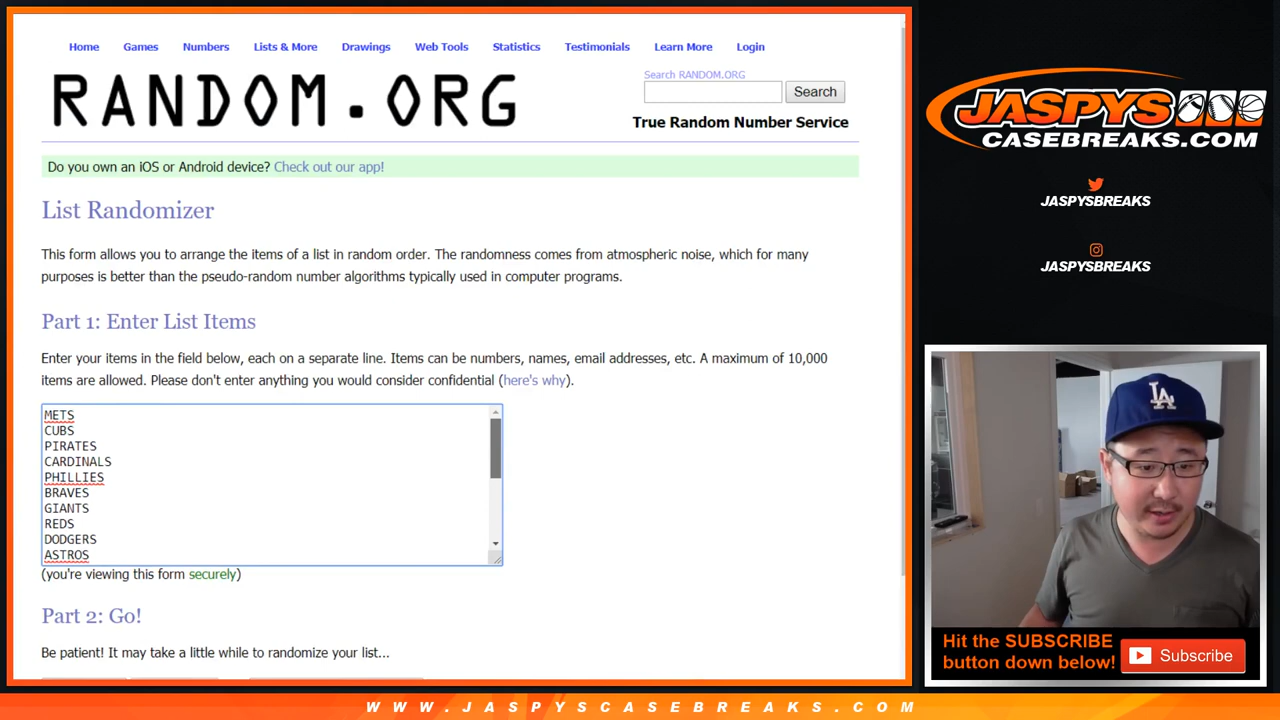 Home Games Numbers Lists & More Drawings Web Tools Statistics Testimonials Learn More Login
RANDOM.ORG
Search RANDOM.ORG
Search
True Random Number Service
Do you own an iOS or Android device? Check out our app!
List Randomizer
This form allows you to arrange the items of a list in random order. The randomness comes from atmospheric noise, which for many
purposes is better than the pseudo-random number algorithms typically used in computer programs.
Part 1: Enter List Items
Enter your items in the field below, each on a separate line. Items can be numbers, names, email addresses, etc. A maximum of 10,000
items are allowed. Please don't enter anything you would consider confidential (here's why).
METS
CUBS
PIRATES
CARDINALS
PHILLIES
BRAVES
GIANTS
REDS
DODGERS
ASTROS
(you're viewing this form securely)
Part 2: Go!
Be patient! It may take a little while to randomize your list...
JASPYS
CASEBREAKS.COM
JASPYSBREAKS
JASPYSBREAKS
LA
Hit the SUBSCRIBE
button down below!
Subscribe
WWW.JASPYSCASEBREAKS.COM